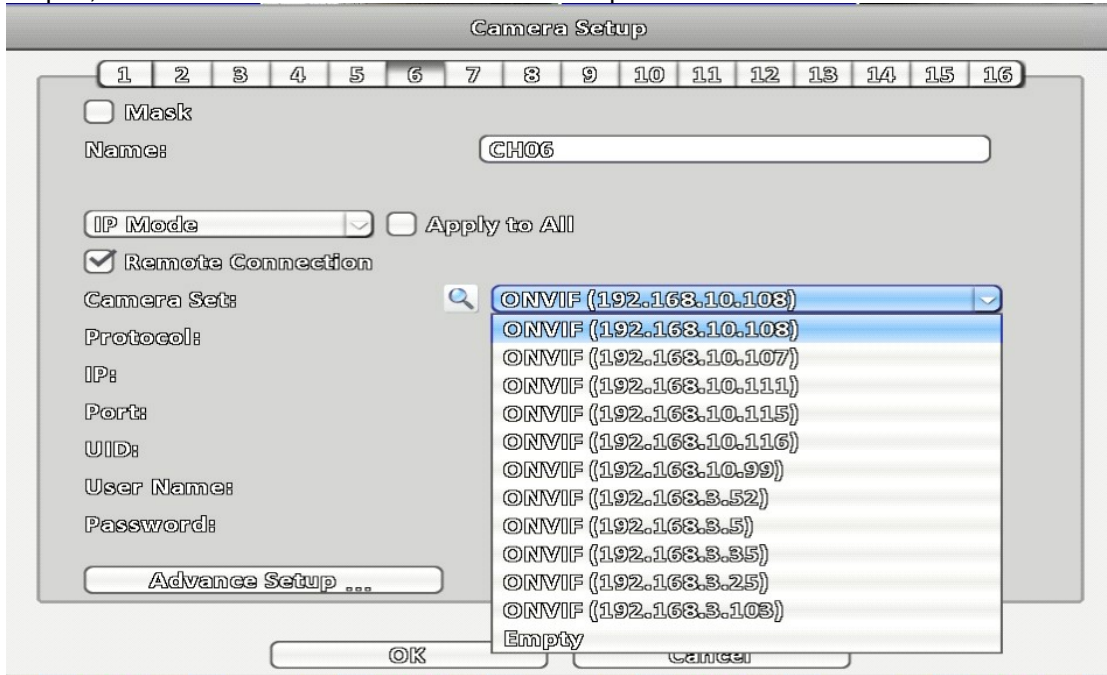 Camera Setup
1 2 3 4 5 6 7 8 9 10 11 12 13 14 15 16
Mask
Name: CH06
IP Mode Apply to All
Remote Connection
Camera Set: ONVIF (192.168.10.108)
ONVIF (192.168.10.108)
Protocol:
ONVIF (192.168.10.107)
IP:
ONVIF (192.168.10.111)
Port:
ONVIF (192.168.10.115)
UID:
ONVIF (192.168.10.116)
ONVIF (192.168.10.99)
User Name:
ONVIF (192.168.3.52)
Password:
ONVIF (192.168.3.5)
ONVIF (192.168.3.35)
Advance Setup ...
ONVIF (192.168.3.25)
ONVIF (192.168.3.103)
Empty
OK Cancel